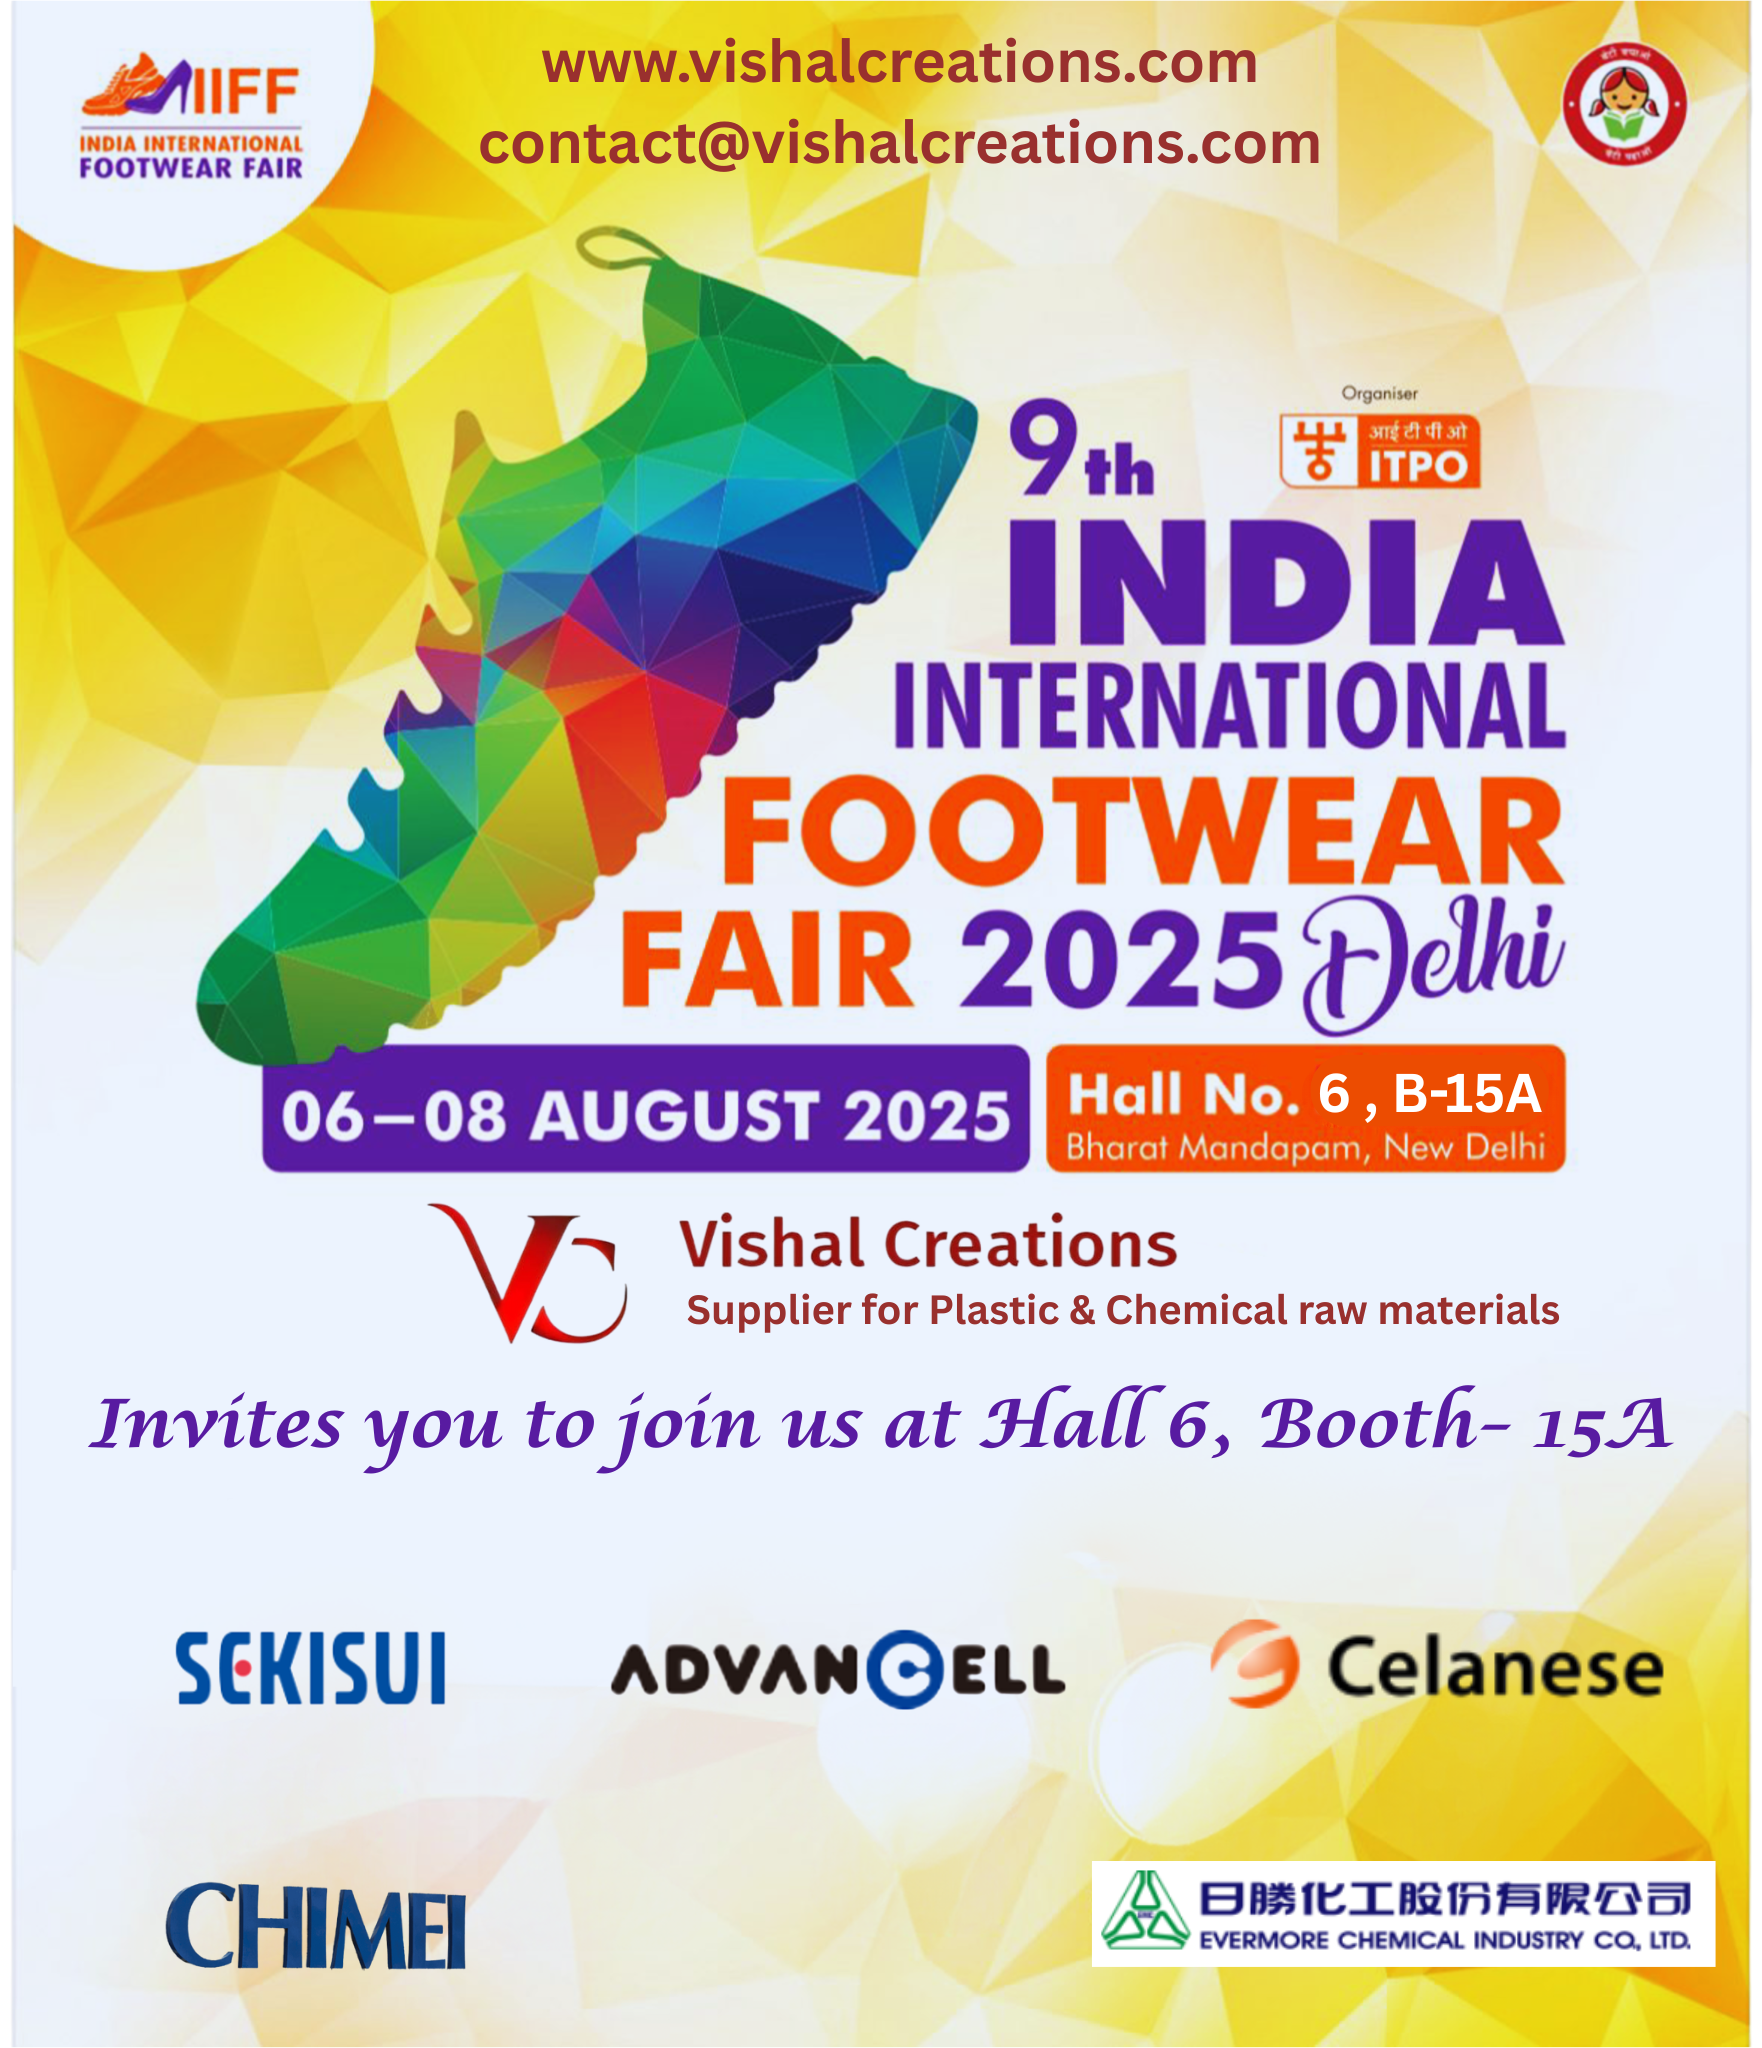 IIFF
INDIA INTERNATIONAL
FOOTWEAR FAIR
www.vishalcreations.com
contact@vishalcreations.com
बेटी बचाओ
बेटी पढ़ाओ
Organiser
आई टी पी ओ
ITPO
9th
INDIA
INTERNATIONAL
FOOTWEAR
FAIR 2025 Delhi
06–08 AUGUST 2025
Hall No. 6 , B-15A
Bharat Mandapam, New Delhi
VC
Vishal Creations
Supplier for Plastic & Chemical raw materials
Invites you to join us at Hall 6, Booth- 15A
SEKISUI
ADVANCELL
Celanese
CHIMEI
日勝化工股份有限公司
EVERMORE CHEMICAL INDUSTRY CO., LTD.